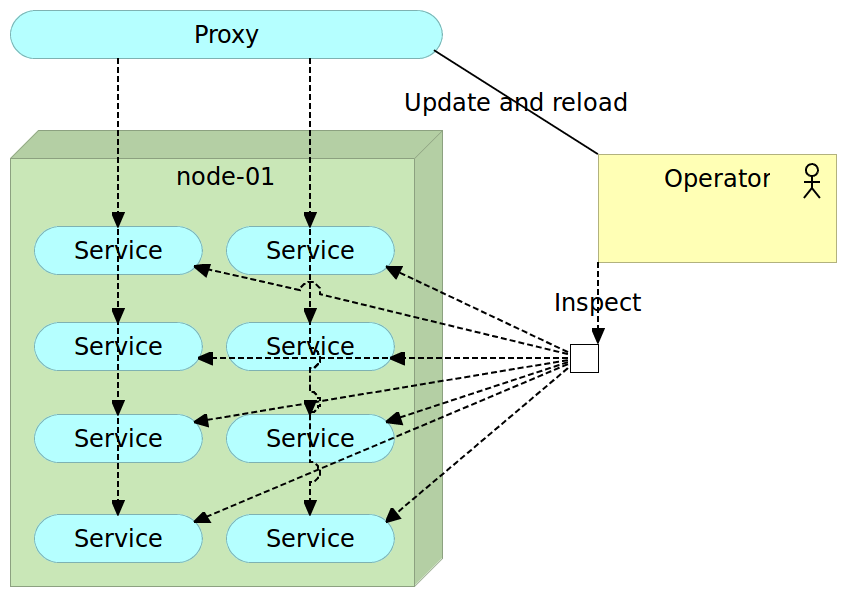 Proxy
Update and reload
node-01
Operator
Service Service
Inspect
Service Service
Service Service
Service Service